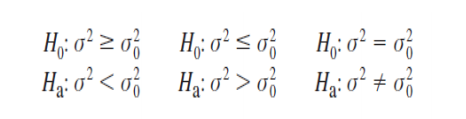 H₀: σ² ≥ σ₀² H₀: σ² ≤ σ₀² H₀: σ² = σ₀²
Hₐ: σ² < σ₀² Hₐ: σ² > σ₀² Hₐ: σ² ≠ σ₀²